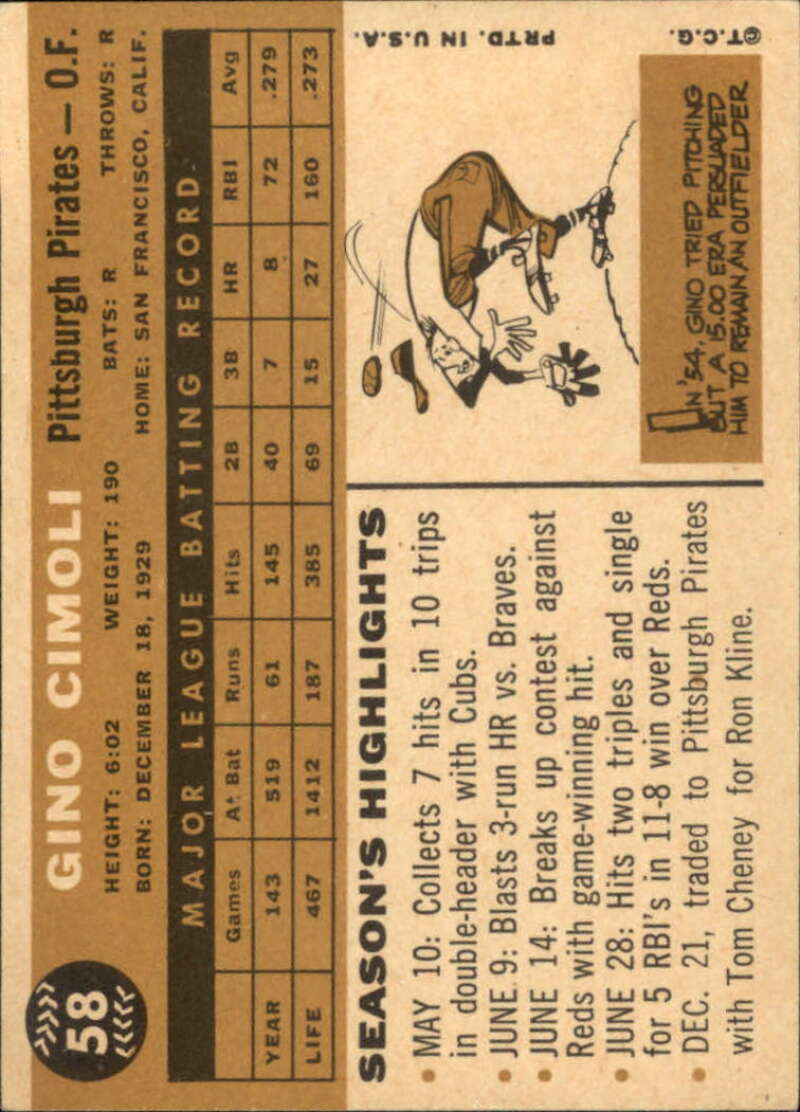 58
GINO CIMOLI Pittsburgh Pirates — O.F.
HEIGHT: 6:02 WEIGHT: 190 BATS: R THROWS: R
BORN: DECEMBER 18, 1929 HOME: SAN FRANCISCO, CALIF.
MAJOR LEAGUE BATTING RECORD
Games At Bat Runs Hits 2B 3B HR RBI Avg
YEAR 143 519 61 145 40 7 8 72 .279
LIFE 467 1412 187 385 69 15 27 160 .273
SEASON'S HIGHLIGHTS
• MAY 10: Collects 7 hits in 10 trips
in double-header with Cubs.
• JUNE 9: Blasts 3-run HR vs. Braves.
• JUNE 14: Breaks up contest against
Reds with game-winning hit.
• JUNE 28: Hits two triples and single
for 5 RBI's in 11-8 win over Reds.
• DEC. 21, traded to Pittsburgh Pirates
with Tom Cheney for Ron Kline.
IN '54, GINO TRIED PITCHING
BUT A 15.00 ERA PERSUADED
HIM TO REMAIN AN OUTFIELDER
©T.C.G. PRTD. IN U.S.A.